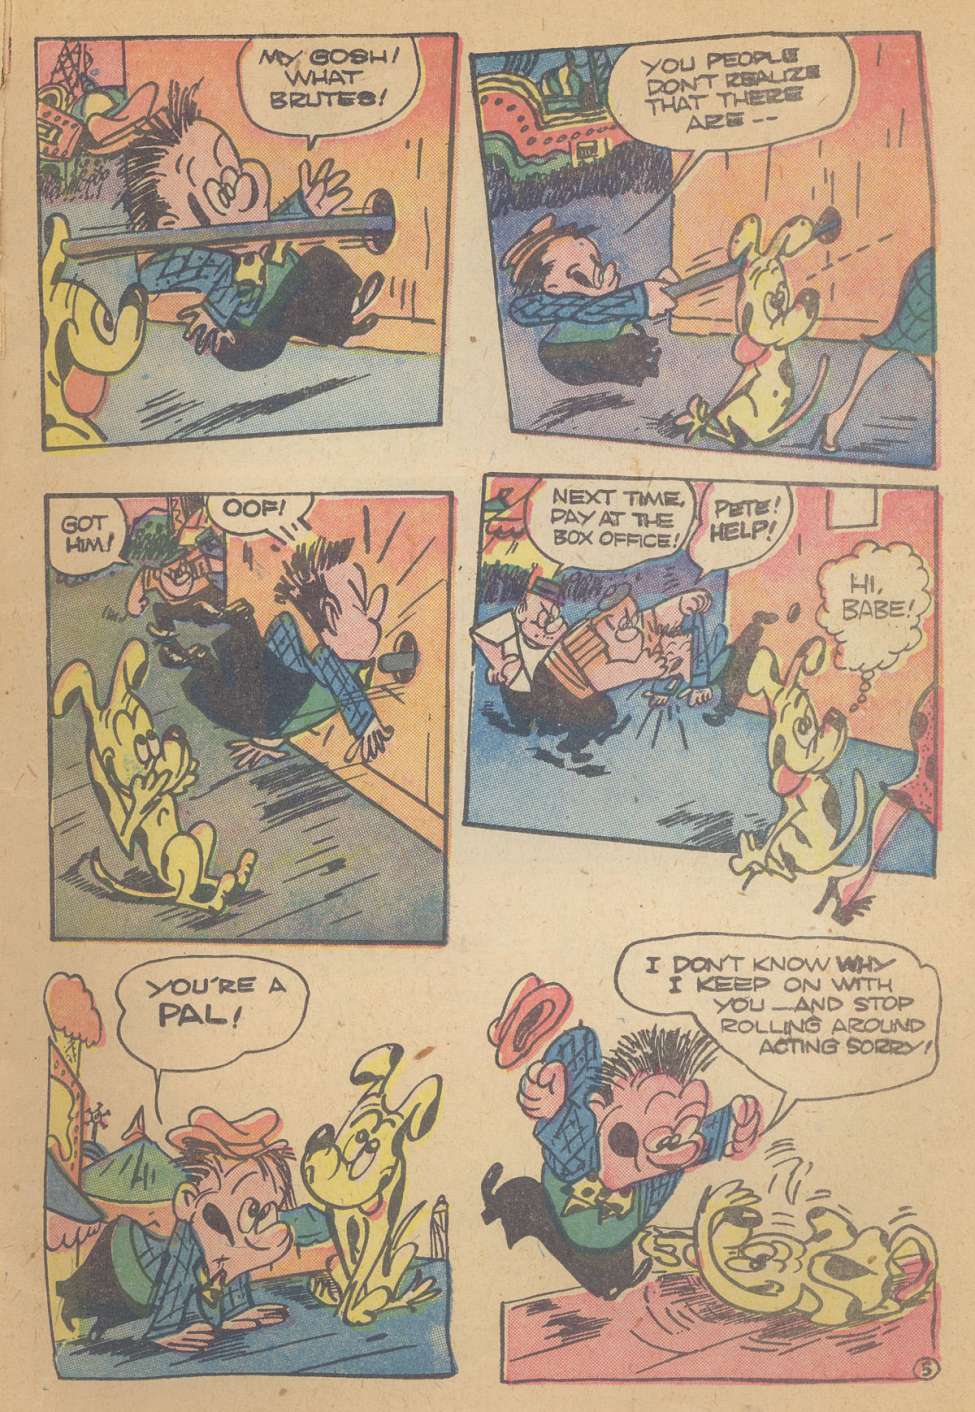 MY GOSH!
WHAT
BRUTES!
YOU PEOPLE
DON'T REALIZE
THAT THERE
ARE --
GOT
HIM!
OOF!
NEXT TIME,
PAY AT THE
BOX OFFICE!
PETE!
HELP!
HI,
BABE!
YOU'RE A
PAL!
I DON'T KNOW WHY
I KEEP ON WITH
YOU -- AND STOP
ROLLING AROUND
ACTING SORRY!
5